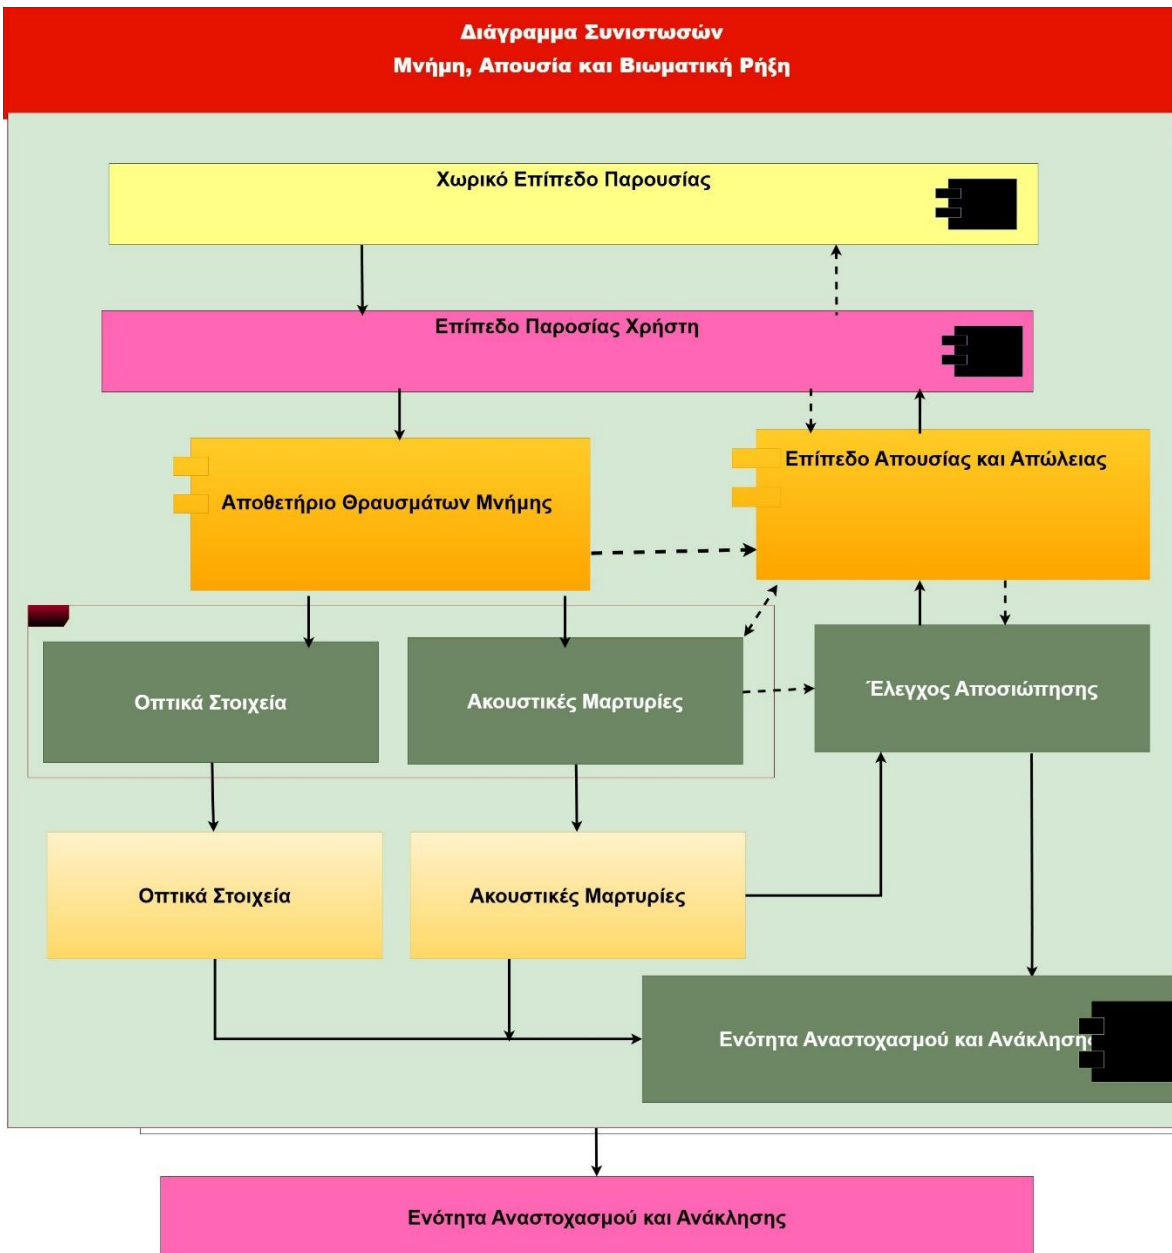 Διάγραμμα Συνιστωσών
Μνήμη, Απουσία και Βιωματική Ρήξη
Χωρικό Επίπεδο Παρουσίας
Επίπεδο Παροσίας Χρήστη
Επίπεδο Απουσίας και Απώλειας
Αποθετήριο Θραυσμάτων Μνήμης
Οπτικά Στοιχεία
Ακουστικές Μαρτυρίες
Έλεγχος Αποσιώπησης
Οπτικά Στοιχεία
Ακουστικές Μαρτυρίες
Ενότητα Αναστοχασμού και Ανάκλησης
Ενότητα Αναστοχασμού και Ανάκλησης